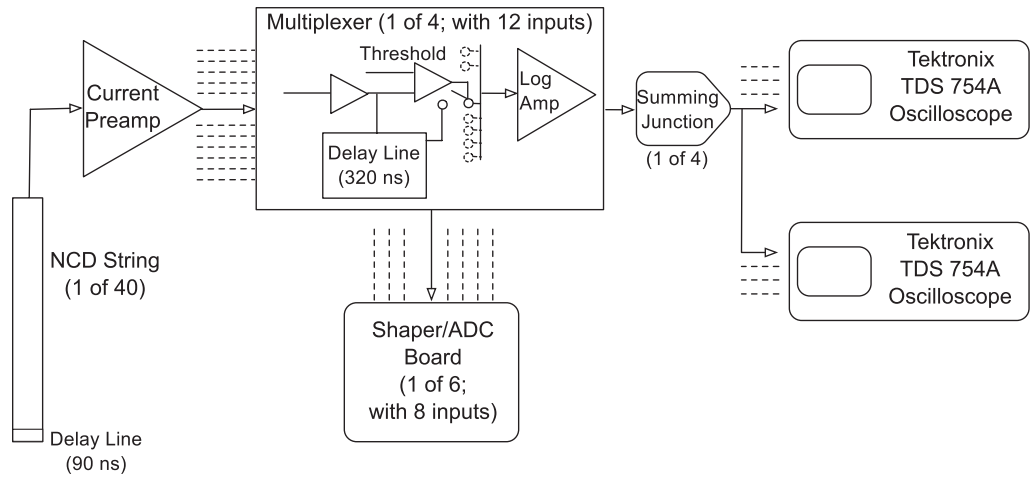 Multiplexer (1 of 4; with 12 inputs)
Threshold
Current
Preamp
Log
Amp
Delay Line
(320 ns)
Summing
Junction
(1 of 4)
Tektronix
TDS 754A
Oscilloscope
Tektronix
TDS 754A
Oscilloscope
NCD String
(1 of 40)
Shaper/ADC
Board
(1 of 6;
with 8 inputs)
Delay Line
(90 ns)